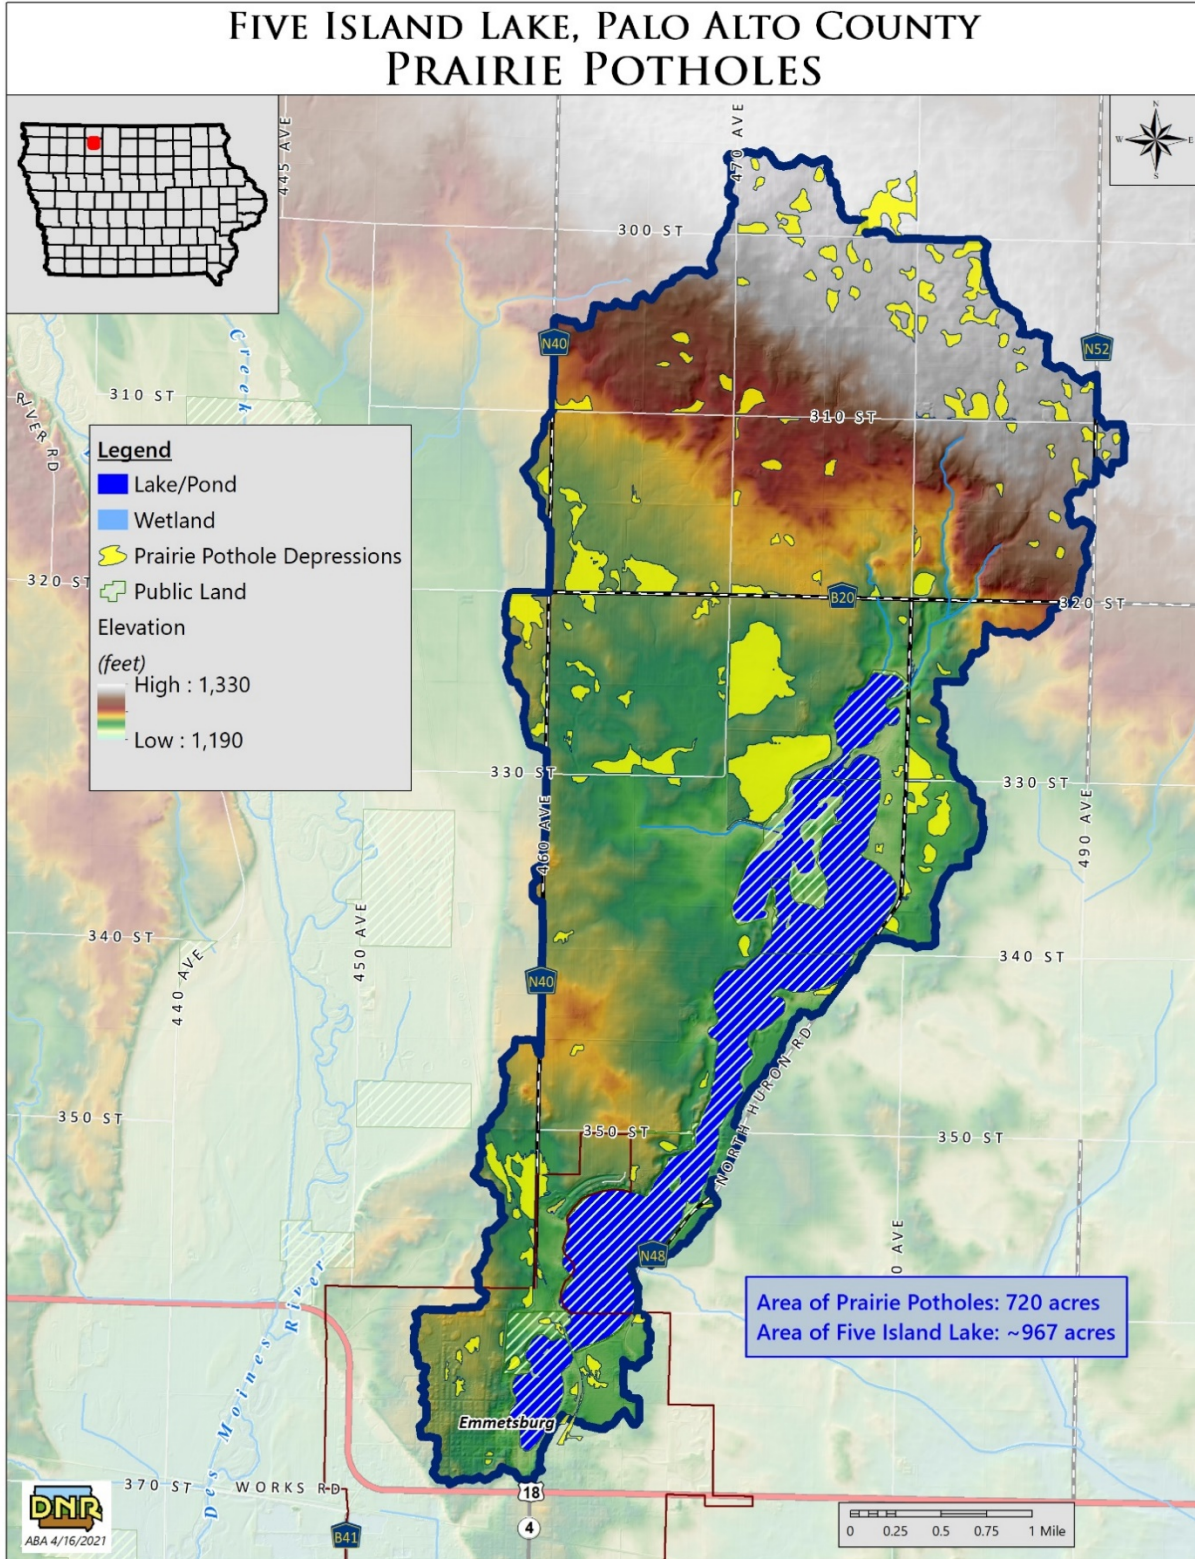 FIVE ISLAND LAKE, PALO ALTO COUNTY
PRAIRIE POTHOLES
N
W E
S
445 AVE
470 AVE
300 ST
Creek
N40
N52
310 ST
RIVER RD
310 ST
Legend
Lake/Pond
Wetland
Prairie Pothole Depressions
Public Land
Elevation
(feet)
High : 1,330
Low : 1,190
320 ST
B20
320 ST
330 ST
330 ST
460 AVE
490 AVE
340 ST
450 AVE
440 AVE
340 ST
N40
NORTH HURON RD
350 ST
350 ST
350 ST
N48
0 AVE
Des Moines River
Area of Prairie Potholes: 720 acres
Area of Five Island Lake: ~967 acres
Emmetsburg
370 ST
WORKS RD
18
4
B41
DNR
ABA 4/16/2021
0 0.25 0.5 0.75 1 Mile